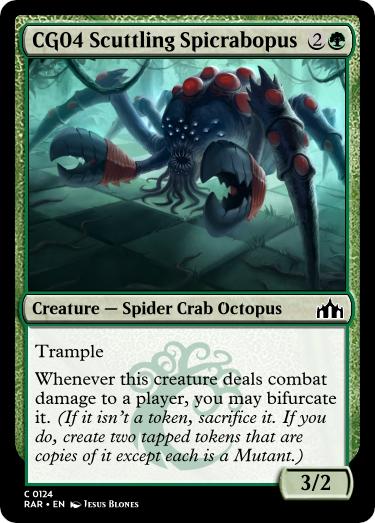 CG04 Scuttling Spicrabopus 2
Creature — Spider Crab Octopus
Trample
Whenever this creature deals combat
damage to a player, you may bifurcate
it. (If it isn't a token, sacrifice it. If you
do, create two tapped tokens that are
copies of it except each is a Mutant.)
3/2
C 0124
RAR • EN Jesus Blones